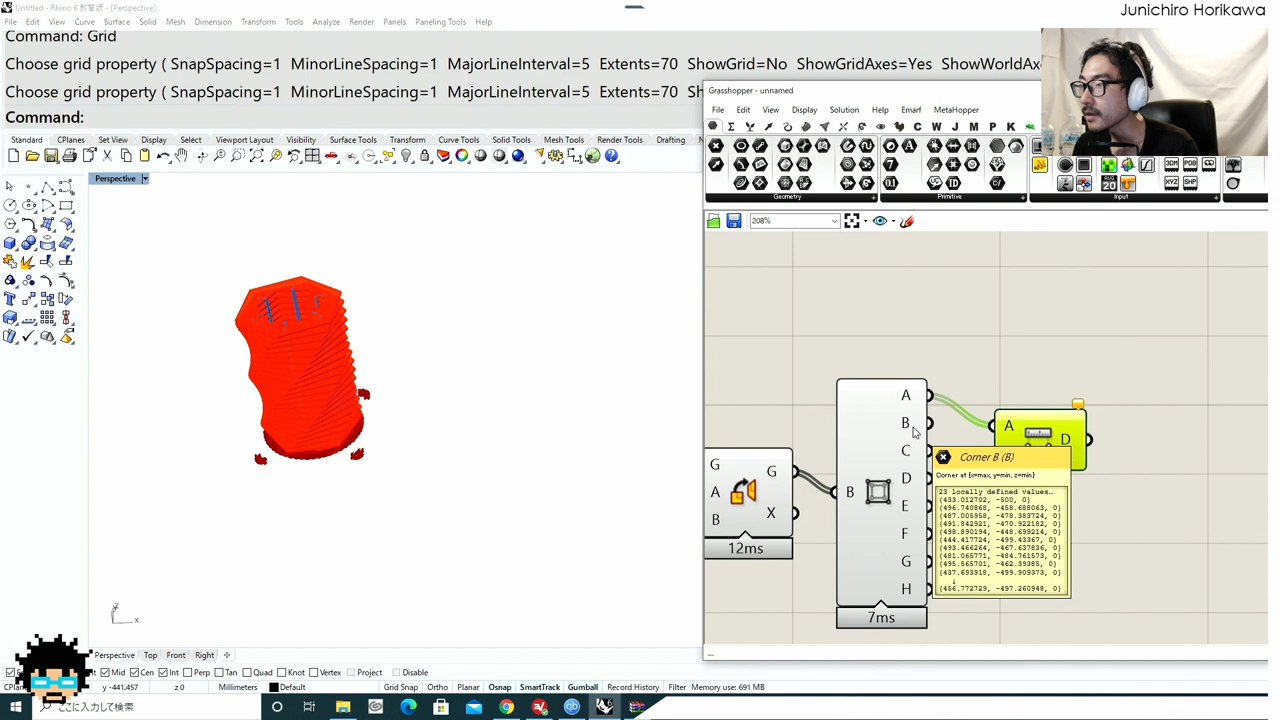 Untitled - Rhino 6 教育版 - [Perspective]
Junichiro Horikawa
File Edit View Curve Surface Solid Mesh Dimension Transform Tools Analyze Render Panels Paneling Tools Help
Command: Grid
Choose grid property ( SnapSpacing=1 MinorLineSpacing=1 MajorLineInterval=5 Extents=70 ShowGrid=No ShowGridAxes=Yes ShowWorldAx
Choose grid property ( SnapSpacing=1 MinorLineSpacing=1 MajorLineInterval=5 Extents=70 Sh
Command:
Standard CPlanes Set View Display Select Viewport Layout Visibility Surface Tools Transform Curve Tools Solid Tools Mesh Tools Render Tools Drafting
Perspective
Grasshopper - unnamed
File Edit View Display Solution Help Emarf MetaHopper
C W J M P K
Geometry Primitive Input
208%
G
A
B
G
X
12ms
B
A
B
C
D
E
F
G
H
7ms
A
D
Corner B (B)
Corner at {x=max, y=min, z=min}
23 locally defined values…
{433.012702, -500, 0}
{496.740868, -458.688063, 0}
{487.005958, -478.383724, 0}
{491.842921, -470.922182, 0}
{498.890194, -448.699214, 0}
{444.417724, -499.43367, 0}
{493.466264, -467.637836, 0}
{481.065771, -484.761573, 0}
{495.565701, -462.39385, 0}
{437.693918, -499.909373, 0}
↓
{456.772729, -497.260948, 0}
z
x
Perspective Top Front Right
Mid Cen Int Perp Tan Quad Knot Vertex Project Disable
CPlane y -441.457 z 0 Millimeters Default Grid Snap Ortho Planar Osnap SmartTrack Gumball Record History Filter Memory use: 691 MB
ここに入力して検索